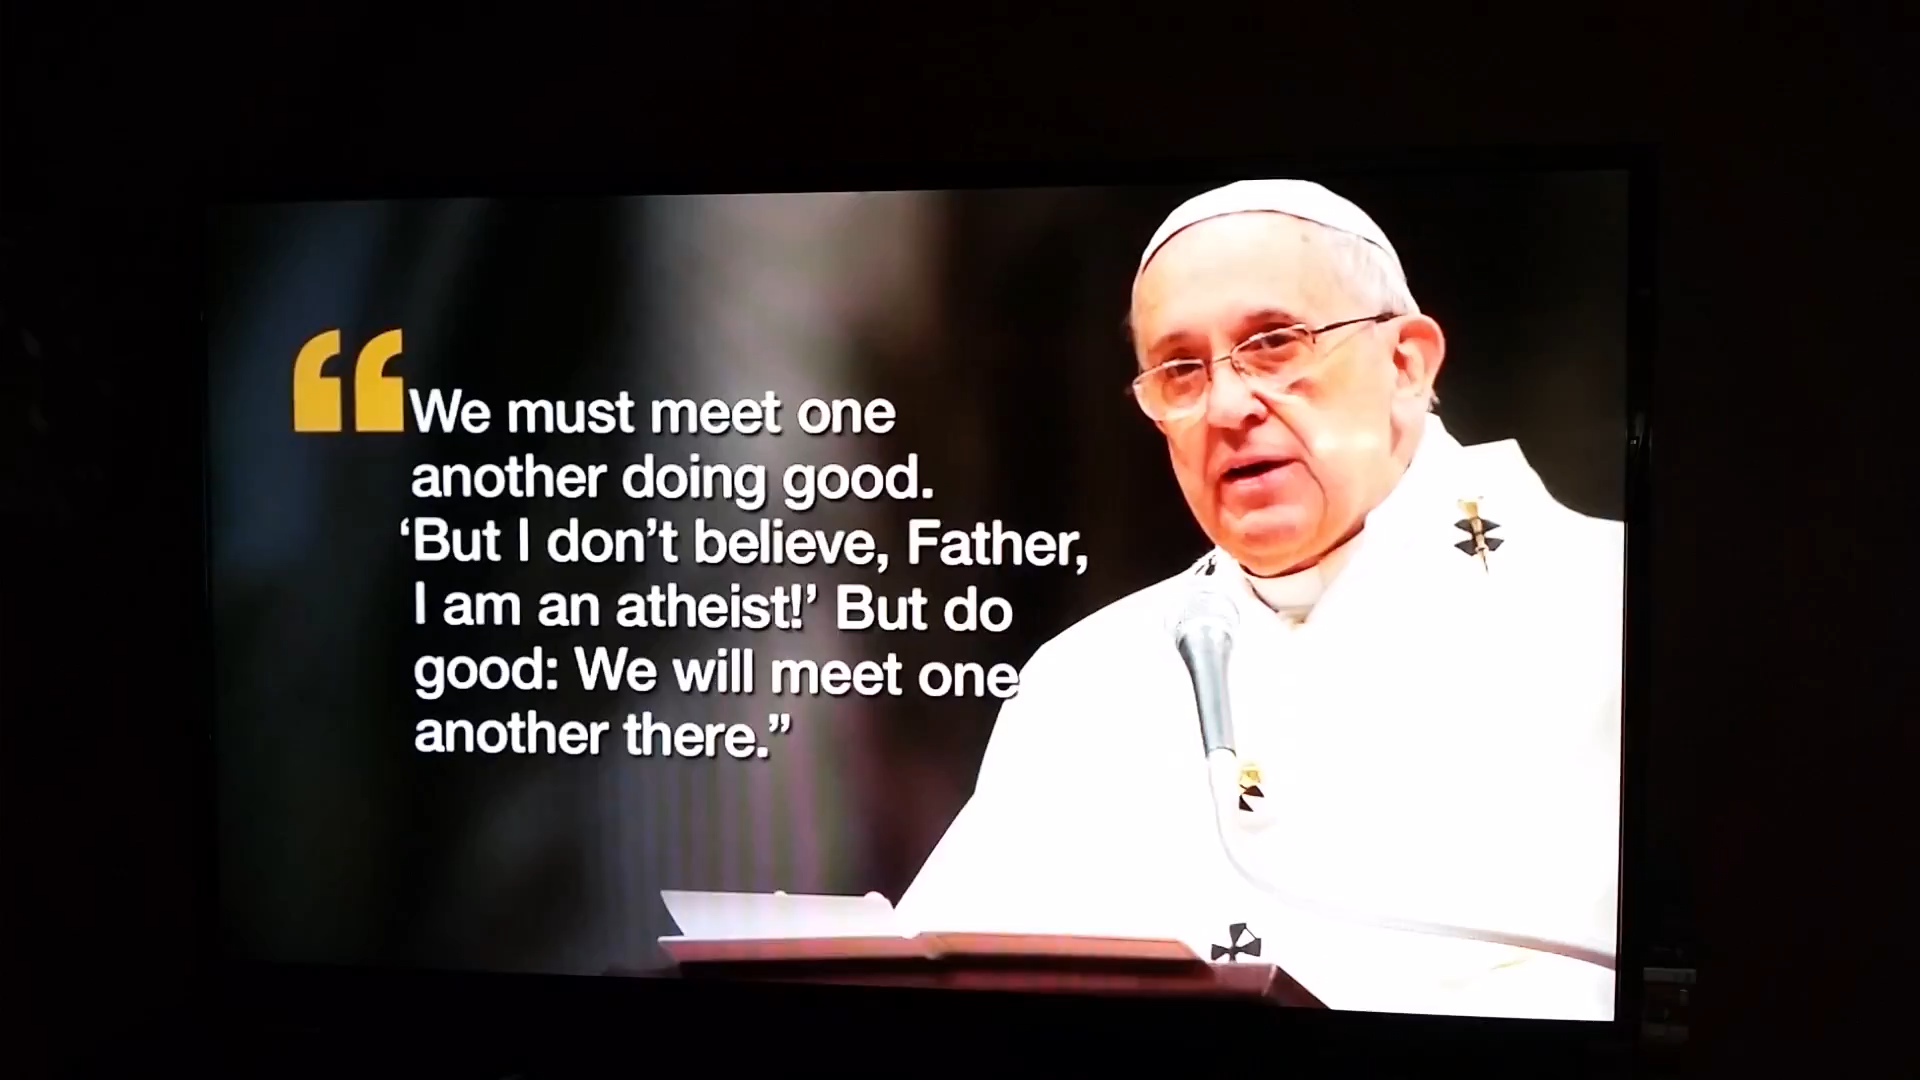 “We must meet one
another doing good.
‘But I don’t believe, Father,
I am an atheist!’ But do
good: We will meet one
another there.”